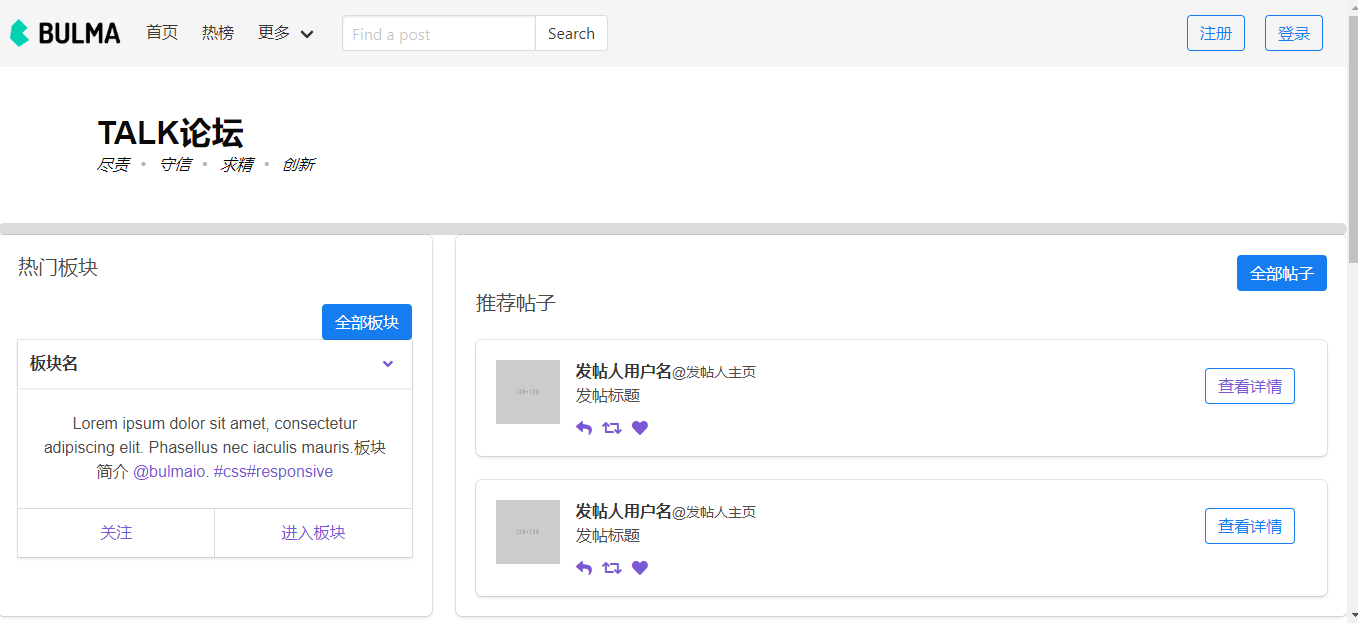 BULMA 首页 热榜 更多 Find a post Search 注册 登录
TALK论坛
尽责 • 守信 • 求精 • 创新
热门板块
全部板块
板块名
Lorem ipsum dolor sit amet, consectetur
adipiscing elit. Phasellus nec iaculis mauris.板块
简介 @bulmaio. #css#responsive
关注 进入板块
全部帖子
推荐帖子
发帖人用户名@发帖人主页
发帖标题
查看详情
发帖人用户名@发帖人主页
发帖标题
查看详情